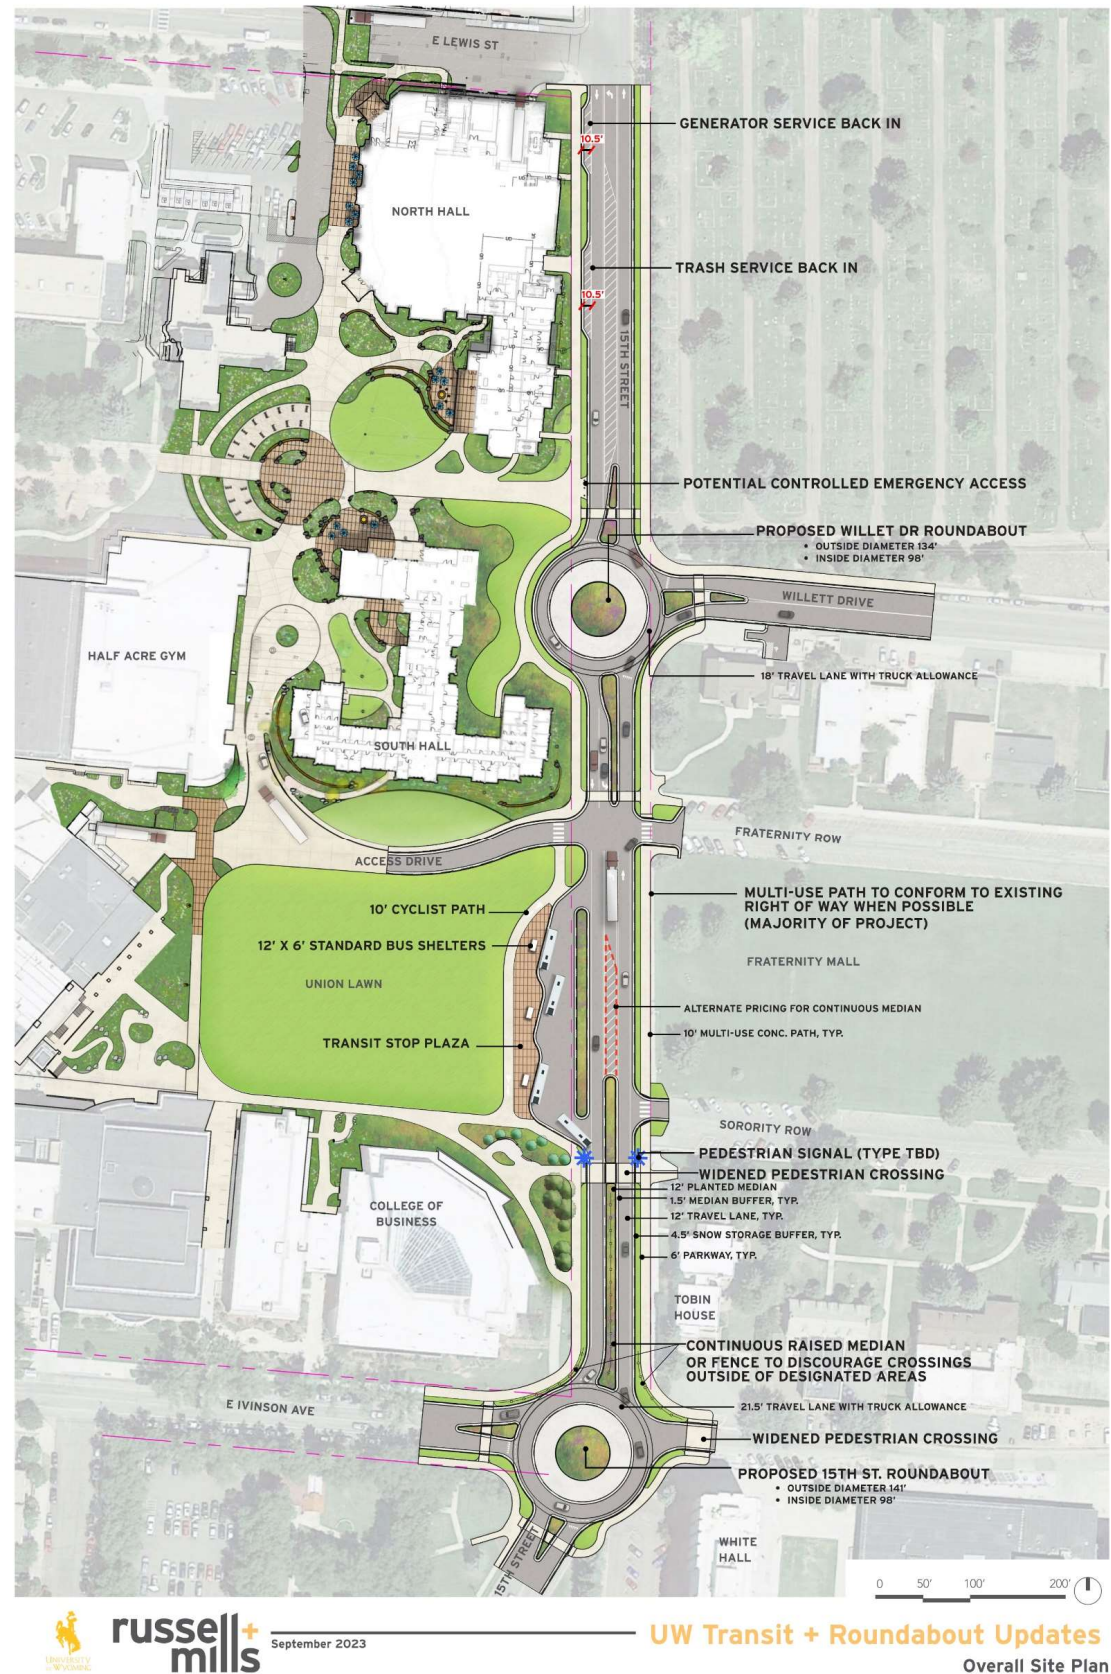 E LEWIS ST
GENERATOR SERVICE BACK IN
10.5'
NORTH HALL
TRASH SERVICE BACK IN
10.5'
15TH STREET
POTENTIAL CONTROLLED EMERGENCY ACCESS
PROPOSED WILLET DR ROUNDABOUT
• OUTSIDE DIAMETER 134'
• INSIDE DIAMETER 98'
WILLETT DRIVE
HALF ACRE GYM
18' TRAVEL LANE WITH TRUCK ALLOWANCE
SOUTH HALL
FRATERNITY ROW
ACCESS DRIVE
MULTI-USE PATH TO CONFORM TO EXISTING
RIGHT OF WAY WHEN POSSIBLE
(MAJORITY OF PROJECT)
10' CYCLIST PATH
12' X 6' STANDARD BUS SHELTERS
FRATERNITY MALL
UNION LAWN
ALTERNATE PRICING FOR CONTINUOUS MEDIAN
10' MULTI-USE CONC. PATH, TYP.
TRANSIT STOP PLAZA
SORORITY ROW
PEDESTRIAN SIGNAL (TYPE TBD)
WIDENED PEDESTRIAN CROSSING
12' PLANTED MEDIAN
1.5' MEDIAN BUFFER, TYP.
12' TRAVEL LANE, TYP.
4.5' SNOW STORAGE BUFFER, TYP.
6' PARKWAY, TYP.
COLLEGE OF
BUSINESS
TOBIN
HOUSE
CONTINUOUS RAISED MEDIAN
OR FENCE TO DISCOURAGE CROSSINGS
OUTSIDE OF DESIGNATED AREAS
E IVINSON AVE
21.5' TRAVEL LANE WITH TRUCK ALLOWANCE
WIDENED PEDESTRIAN CROSSING
PROPOSED 15TH ST. ROUNDABOUT
• OUTSIDE DIAMETER 141'
• INSIDE DIAMETER 98'
15TH STREET
WHITE
HALL
0 50' 100' 200'
UNIVERSITY
OF WYOMING
russell+
mills
September 2023
UW Transit + Roundabout Updates
Overall Site Plan